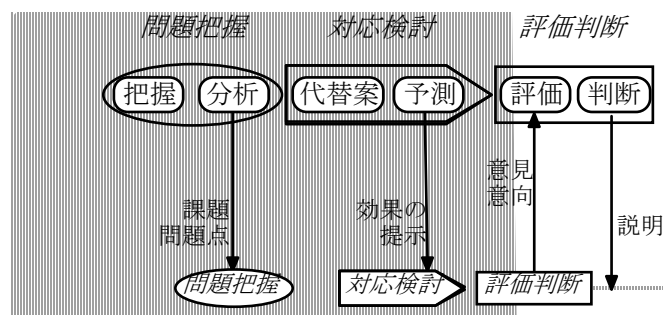 問題把握 対応検討 評価判断
把握 分析 代替案 予測 評価 判断
課題
問題点
効果の
提示
意見
意向
説明
問題把握 対応検討 評価判断